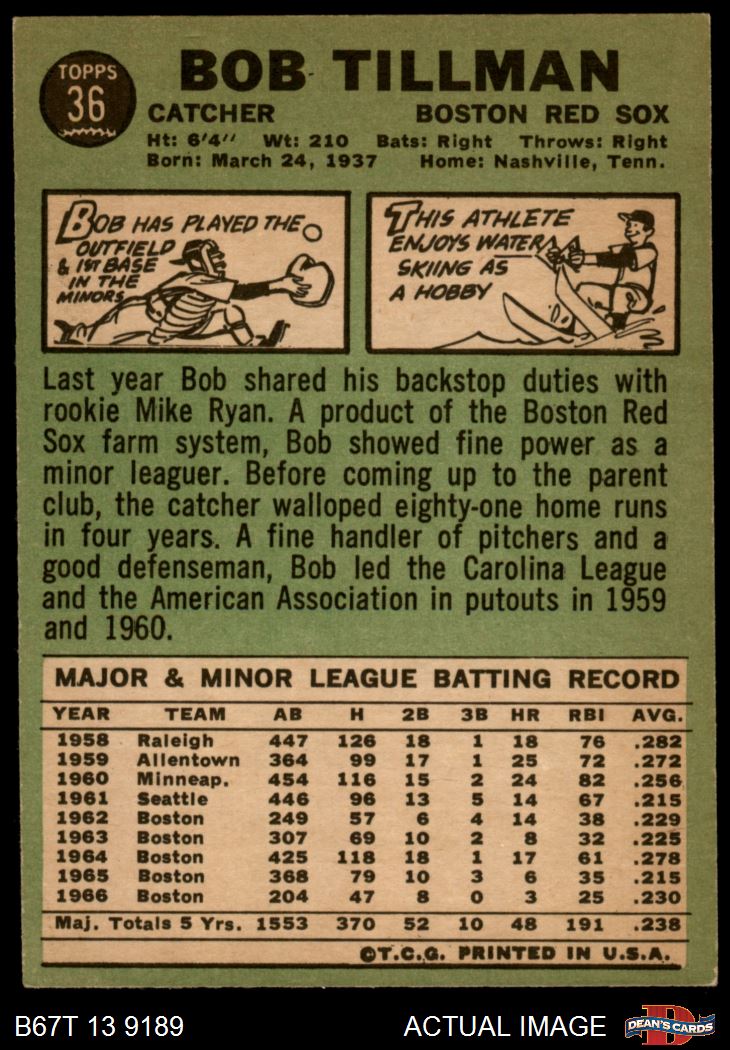 TOPPS
36
BOB TILLMAN
CATCHER BOSTON RED SOX
Ht: 6'4" Wt: 210 Bats: Right Throws: Right
Born: March 24, 1937 Home: Nashville, Tenn.
BOB HAS PLAYED THE
OUTFIELD
& 1ST BASE
IN THE
MINORS
THIS ATHLETE
ENJOYS WATER
SKIING AS
A HOBBY
Last year Bob shared his backstop duties with
rookie Mike Ryan. A product of the Boston Red
Sox farm system, Bob showed fine power as a
minor leaguer. Before coming up to the parent
club, the catcher walloped eighty-one home runs
in four years. A fine handler of pitchers and a
good defenseman, Bob led the Carolina League
and the American Association in putouts in 1959
and 1960.
MAJOR & MINOR LEAGUE BATTING RECORD
YEAR TEAM AB H 2B 3B HR RBI AVG.
1958 Raleigh 447 126 18 1 18 76 .282
1959 Allentown 364 99 17 1 25 72 .272
1960 Minneap. 454 116 15 2 24 82 .256
1961 Seattle 446 96 13 5 14 67 .215
1962 Boston 249 57 6 4 14 38 .229
1963 Boston 307 69 10 2 8 32 .225
1964 Boston 425 118 18 1 17 61 .278
1965 Boston 368 79 10 3 6 35 .215
1966 Boston 204 47 8 0 3 25 .230
Maj. Totals 5 Yrs. 1553 370 52 10 48 191 .238
©T.C.G. PRINTED IN U.S.A.
B67T 13 9189 ACTUAL IMAGE
D
DEAN'S CARDS